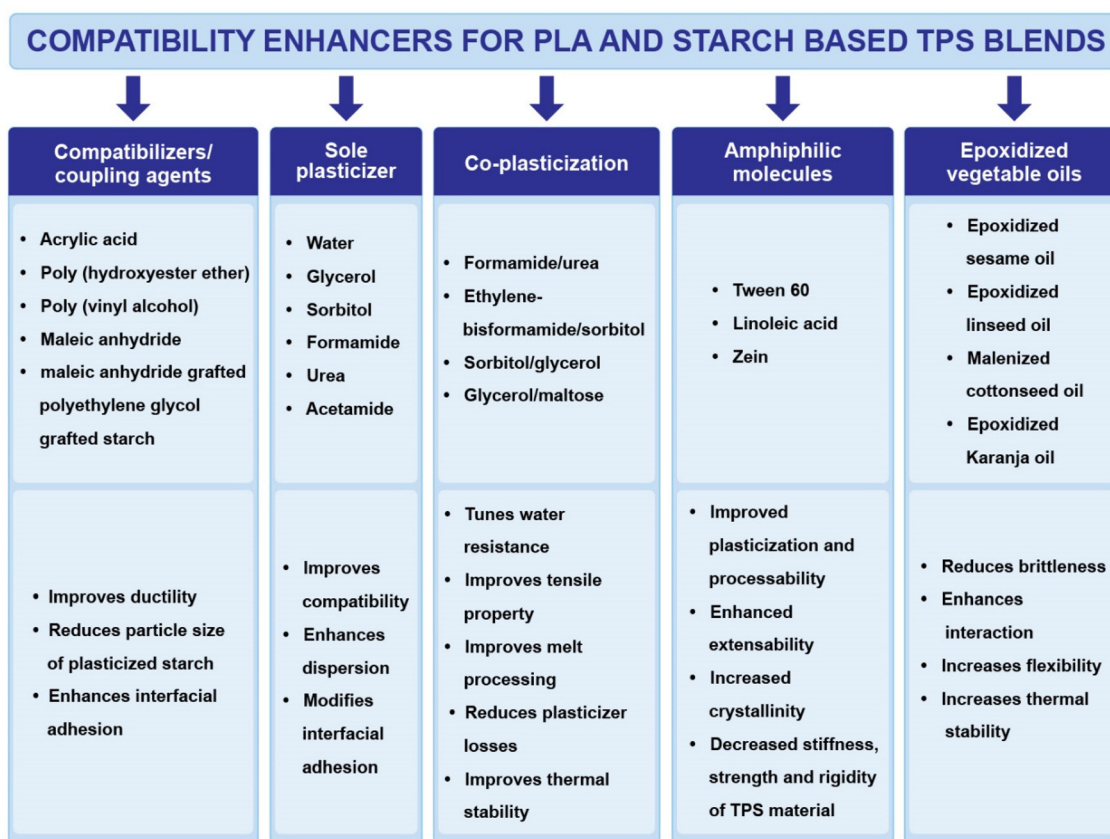 COMPATIBILITY ENHANCERS FOR PLA AND STARCH BASED TPS BLENDS
Compatibilizers/
coupling agents
• Acrylic acid
• Poly (hydroxyester ether)
• Poly (vinyl alcohol)
• Maleic anhydride
• maleic anhydride grafted
polyethylene glycol
grafted starch
• Improves ductility
• Reduces particle size
of plasticized starch
• Enhances interfacial
adhesion
Sole
plasticizer
• Water
• Glycerol
• Sorbitol
• Formamide
• Urea
• Acetamide
• Improves
compatibility
• Enhances
dispersion
• Modifies
interfacial
adhesion
Co-plasticization
• Formamide/urea
• Ethylene-
bisformamide/sorbitol
• Sorbitol/glycerol
• Glycerol/maltose
• Tunes water
resistance
• Improves tensile
property
• Improves melt
processing
• Reduces plasticizer
losses
• Improves thermal
stability
Amphiphilic
molecules
• Tween 60
• Linoleic acid
• Zein
• Improved
plasticization and
processability
• Enhanced
extensability
• Increased
crystallinity
• Decreased stiffness,
strength and rigidity
of TPS material
Epoxidized
vegetable oils
• Epoxidized
sesame oil
• Epoxidized
linseed oil
• Malenized
cottonseed oil
• Epoxidized
Karanja oil
• Reduces brittleness
• Enhances
interaction
• Increases flexibility
• Increases thermal
stability